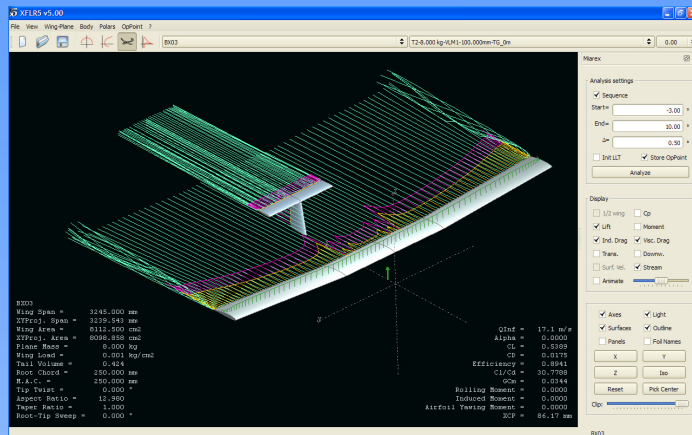 XFLR5 v5.00
File View Wing-Plane Body Polars OpPoint ?
BX03 T2-8.000 kg-VLM1-100.000mm-TG_0m 0.00
Miarex
Analysis settings
Sequence
Start= -3.00 °
End= 10.00 °
Δ= 0.50 °
Init LLT Store OpPoint
Analyze
Display
1/2 wing Cp
Lift Moment
Ind. Drag Visc. Drag
Trans. Downw.
Surf. Vel. Stream
Animate
Axes Light
Surfaces Outline
Panels Foil Names
X Y
Z Iso
Reset Pick Center
Clip:
BX03
BX03
Wing Span = 3245.000 mm
XYProj. Span = 3239.543 mm
Wing Area = 8112.500 cm2
XYProj. Area = 8098.858 cm2
Plane Mass = 8.000 kg
Wing Load = 0.001 kg/cm2
Tail Volume = 0.424
Root Chord = 250.000 mm
M.A.C. = 250.000 mm
Tip Twist = 0.000 °
Aspect Ratio = 12.980
Taper Ratio = 1.000
Root-Tip Sweep = 0.000 °
QInf = 17.1 m/s
Alpha = 0.0000
CL = 0.5389
CD = 0.0175
Efficiency = 0.8941
Cl/Cd = 30.7788
GCm = 0.0344
Rolling Moment = 0.0000
Induced Moment = 0.0000
Airfoil Yawing Moment = 0.0000
XCP = 86.17 mm